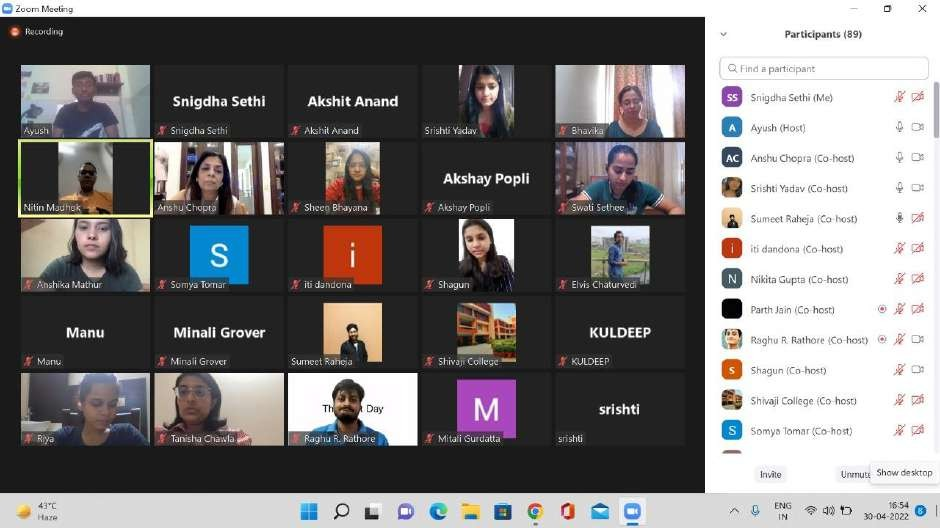 Zoom Meeting
Recording
Ayush
Snigdha Sethi
Snigdha Sethi
Akshit Anand
Akshit Anand
Srishti Yadav
Bhavika
Nitin Madhok
Anshu Chopra
Sheen Bhayana
Akshay Popli
Akshay Popli
Swati Sethee
Anshika Mathur
S
Somya Tomar
i
iti dandona
Shagun
Elvis Chaturvedi
Manu
Manu
Minali Grover
Minali Grover
Sumeet Raheja
Shivaji College
KULDEEP
KULDEEP
Riya
Tanisha Chawla
Day
Raghu R. Rathore
M
Mitali Gurdatta
srishti
srishti
Participants (89)
Find a participant
SS Snigdha Sethi (Me)
A Ayush (Host)
AC Anshu Chopra (Co-host)
Srishti Yadav (Co-host)
Sumeet Raheja (Co-host)
i iti dandona (Co-host)
N Nikita Gupta (Co-host)
Parth Jain (Co-host)
Raghu R. Rathore (Co-host)
S Shagun (Co-host)
Shivaji College (Co-host)
S Somya Tomar (Co-host)
Invite
Unmute
Show desktop
43°C
Haze
ENG
IN
16:54
30-04-2022
6